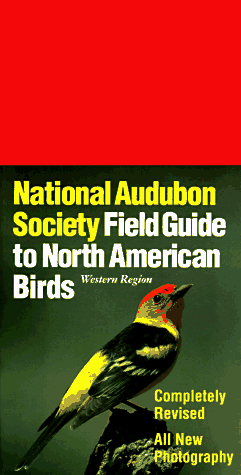 National Audubon
Society Field Guide
to North American
Birds Western Region
Completely
Revised
All New
Photography